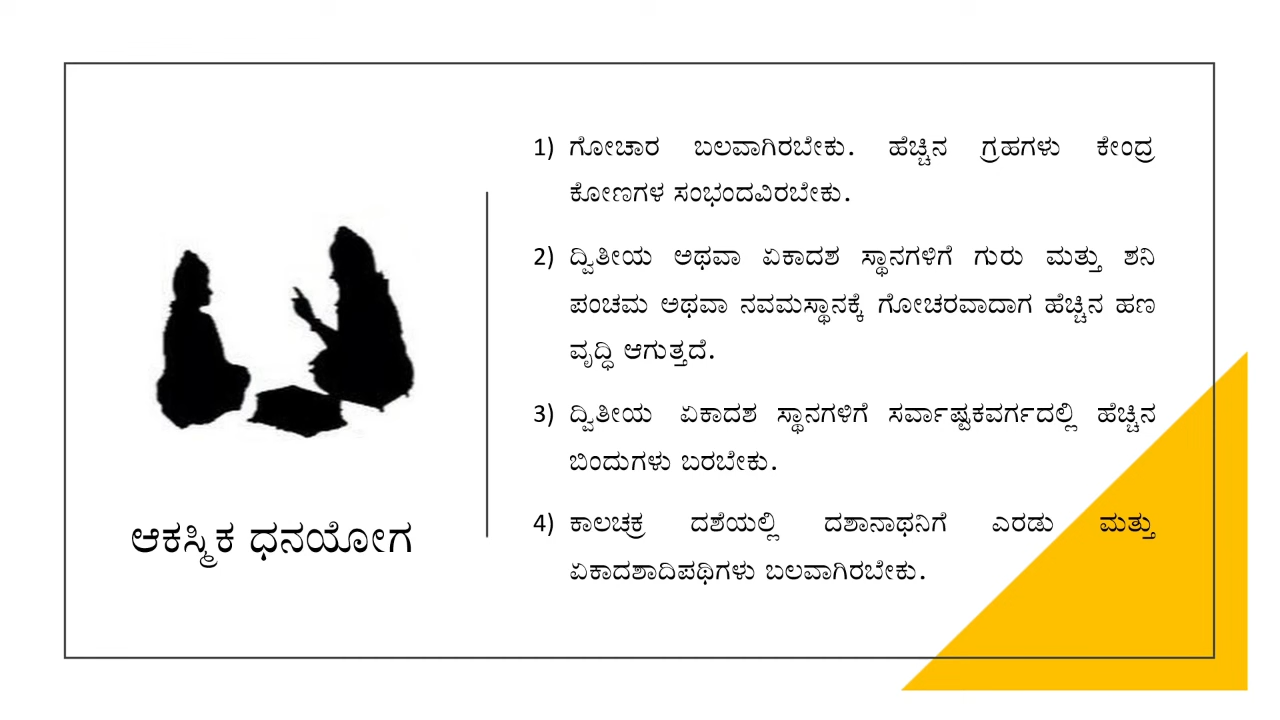 ಆಕಸ್ಮಿಕ ಧನಯೋಗ
1) ಗೋಚಾರ ಬಲವಾಗಿರಬೇಕು. ಹೆಚ್ಚಿನ ಗ್ರಹಗಳು ಕೇಂದ್ರ
ಕೋಣಗಳ ಸಂಭಂದವಿರಬೇಕು.
2) ದ್ವಿತೀಯ ಅಥವಾ ಏಕಾದಶ ಸ್ಥಾನಗಳಿಗೆ ಗುರು ಮತ್ತು ಶನಿ
ಪಂಚಮ ಅಥವಾ ನವಮಸ್ಥಾನಕ್ಕೆ ಗೋಚರವಾದಾಗ ಹೆಚ್ಚಿನ ಹಣ
ವೃದ್ಧಿ ಆಗುತ್ತದೆ.
3) ದ್ವಿತೀಯ ಏಕಾದಶ ಸ್ಥಾನಗಳಿಗೆ ಸರ್ವಾಷ್ಟಕವರ್ಗದಲ್ಲಿ ಹೆಚ್ಚಿನ
ಬಿಂದುಗಳು ಬರಬೇಕು.
4) ಕಾಲಚಕ್ರ ದಶೆಯಲ್ಲಿ ದಶಾನಾಥನಿಗೆ ಎರಡು ಮತ್ತು
ಏಕಾದಶಾದಿಪಥಿಗಳು ಬಲವಾಗಿರಬೇಕು.